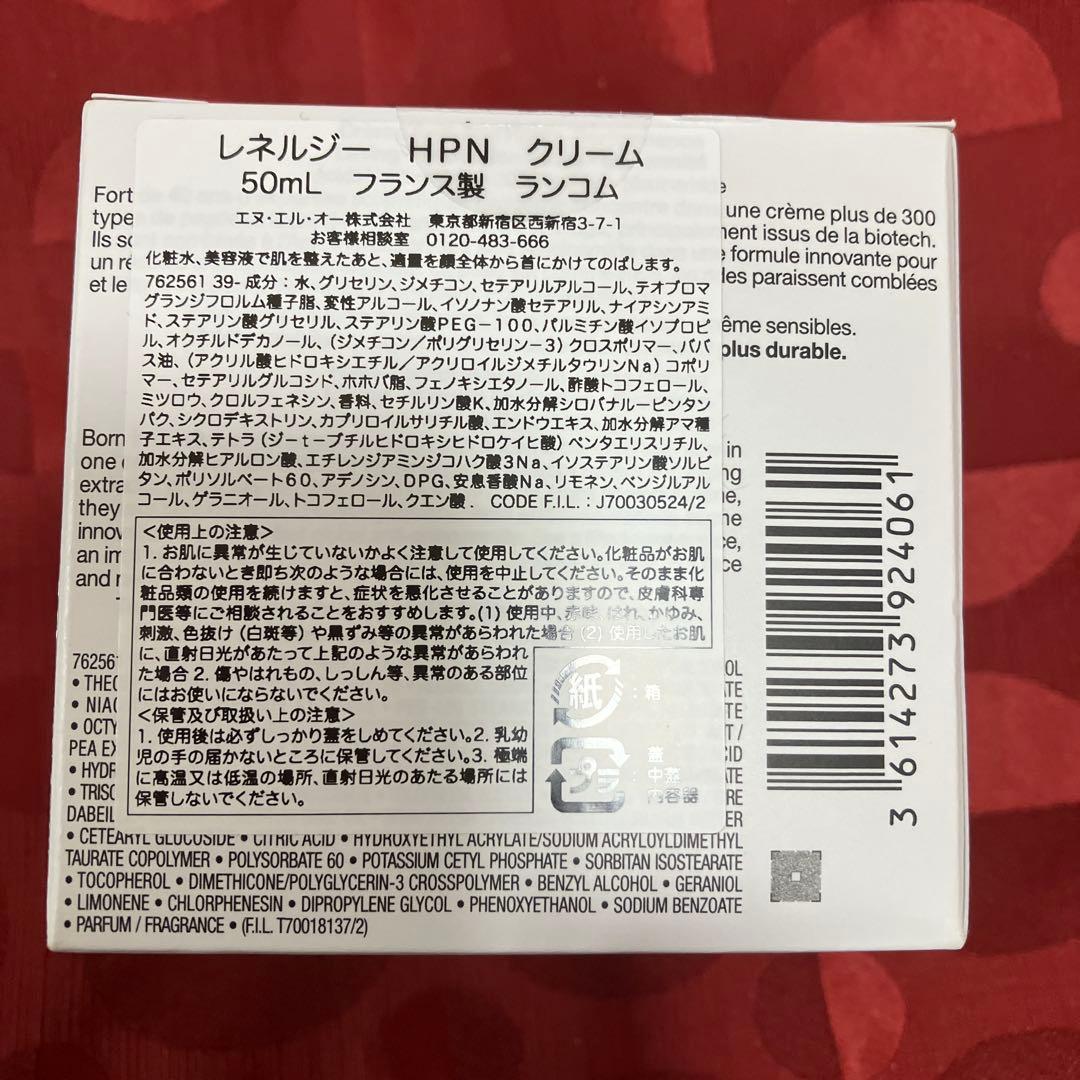 レネルジー HPN クリーム
50mL フランス製 ランコム
エヌ・エル・オー株式会社 東京都新宿区西新宿3-7-1
お客様相談室 0120-483-666
化粧水、美容液で肌を整えたあと、適量を顔全体から首にかけてのばします。
762561 39- 成分：水、グリセリン、ジメチコン、セテアリルアルコール、テオブロマ
グランジフロルム種子脂、変性アルコール、イソノナン酸セテアリル、ナイアシンアミ
ド、ステアリン酸グリセリル、ステアリン酸PEG-100、パルミチン酸イソプロピ
ル、オクチルドデカノール、（ジメチコン／ポリグリセリン-3）クロスポリマー、ババ
ス油、（アクリル酸ヒドロキシエチル／アクリロイルジメチルタウリンNa）コポリ
マー、セテアリルグルコシド、ホホバ脂、フェノキシエタノール、酢酸トコフェロール、
ミツロウ、クロルフェネシン、香料、セチルリン酸K、加水分解シロバナルーピンタン
パク、シクロデキストリン、カプリロイルサリチル酸、エンドウエキス、加水分解アマ種
子エキス、テトラ（ジ-t-ブチルヒドロキシヒドロケイヒ酸）ペンタエリスリチル、
加水分解ヒアルロン酸、エチレンジアミンジコハク酸3Na、イソステアリン酸ソルビ
タン、ポリソルベート60、アデノシン、DPG、安息香酸Na、リモネン、ベンジルアル
コール、ゲラニオール、トコフェロール、クエン酸． CODE F.I.L. : J70030524/2
＜使用上の注意＞
1. お肌に異常が生じていないかよく注意して使用してください。化粧品がお肌
に合わないとき即ち次のような場合には、使用を中止してください。そのまま化
粧品類の使用を続けますと、症状を悪化させることがありますので、皮膚科専
門医等にご相談されることをおすすめします。(1) 使用中、赤味、はれ、かゆみ、
刺激、色抜け（白斑等）や黒ずみ等の異常があらわれた場合 (2) 使用したお肌
に、直射日光があたって上記のような異常があらわれ
た場合 2. 傷やはれもの、しっしん等、異常のある部位
にはお使いにならないでください。
＜保管及び取扱い上の注意＞
1. 使用後は必ずしっかり蓋をしめてください。2. 乳幼
児の手の届かないところに保管してください。3. 極端
に高温又は低温の場所、直射日光のあたる場所には
保管しないでください。
紙 : 箱
プラ : 蓋
中蓋
内容器
Fort
type
Ils so
un ré
et le
une crème plus de 300
ment issus de la biotech.
e formule innovante pour
des paraissent comblées
ême sensibles.
plus durable.
Born
one
extra
they
innov
an im
and r
in
ng
e,
ne
ce,
ce
76256
• THEO
• NIAC
• OCTY
PEA EX
• HYDR
• TRISO
DABEIL
OL
ATE
TE
T /
CID
ATE
RE
ER
• CETEARYL GLUCOSIDE • CITRIC ACID • HYDROXYETHYL ACRYLATE/SODIUM ACRYLOYLDIMETHYL
TAURATE COPOLYMER • POLYSORBATE 60 • POTASSIUM CETYL PHOSPHATE • SORBITAN ISOSTEARATE
• TOCOPHEROL • DIMETHICONE/POLYGLYCERIN-3 CROSSPOLYMER • BENZYL ALCOHOL • GERANIOL
• LIMONENE • CHLORPHENESIN • DIPROPYLENE GLYCOL • PHENOXYETHANOL • SODIUM BENZOATE
• PARFUM / FRAGRANCE • (F.I.L. T70018137/2)
3 614273 924061